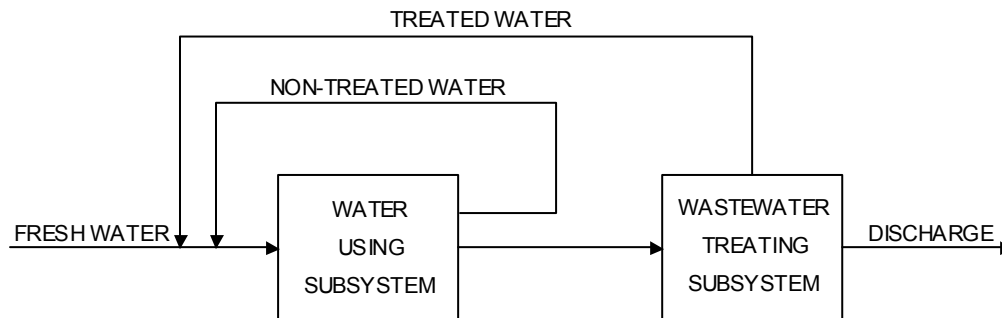 TREATED WATER
NON-TREATED WATER
FRESH WATER
WATER
USING
SUBSYSTEM
WASTEWATER
TREATING
SUBSYSTEM
DISCHARGE